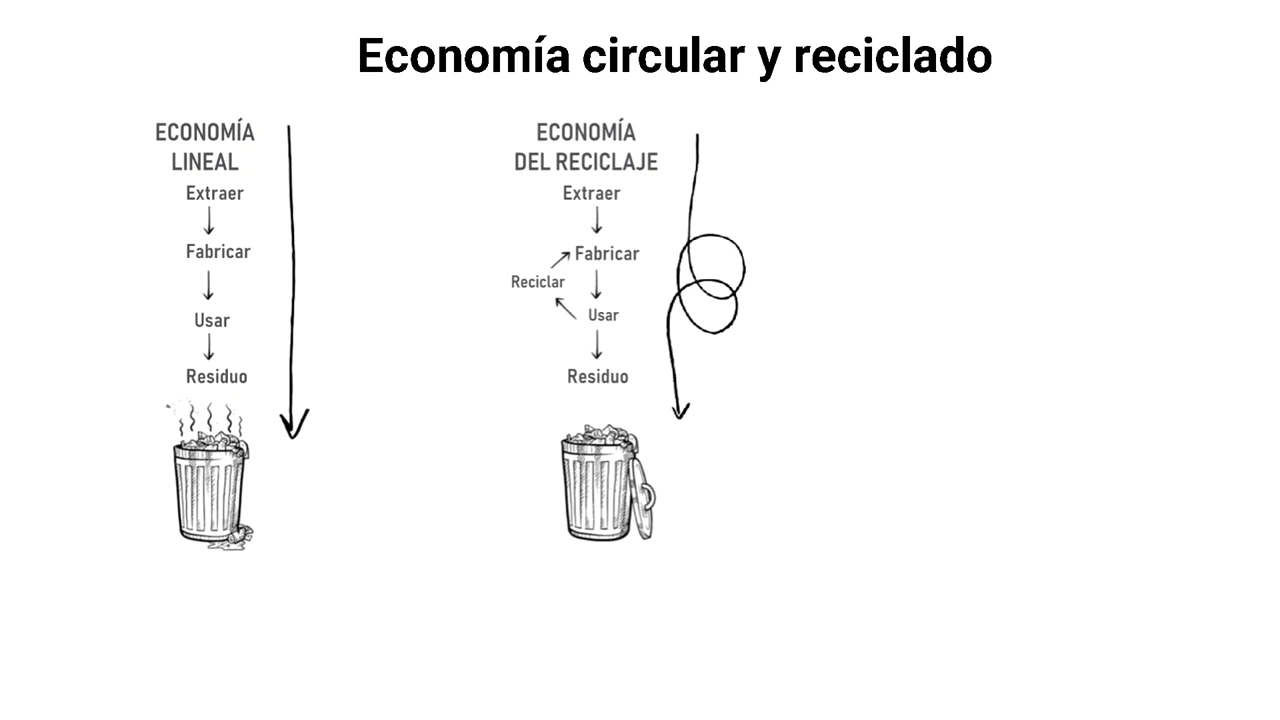 Economía circular y reciclado
ECONOMÍA
LINEAL
Extraer
Fabricar
Usar
Residuo
ECONOMÍA
DEL RECICLAJE
Extraer
Fabricar
Reciclar
Usar
Residuo